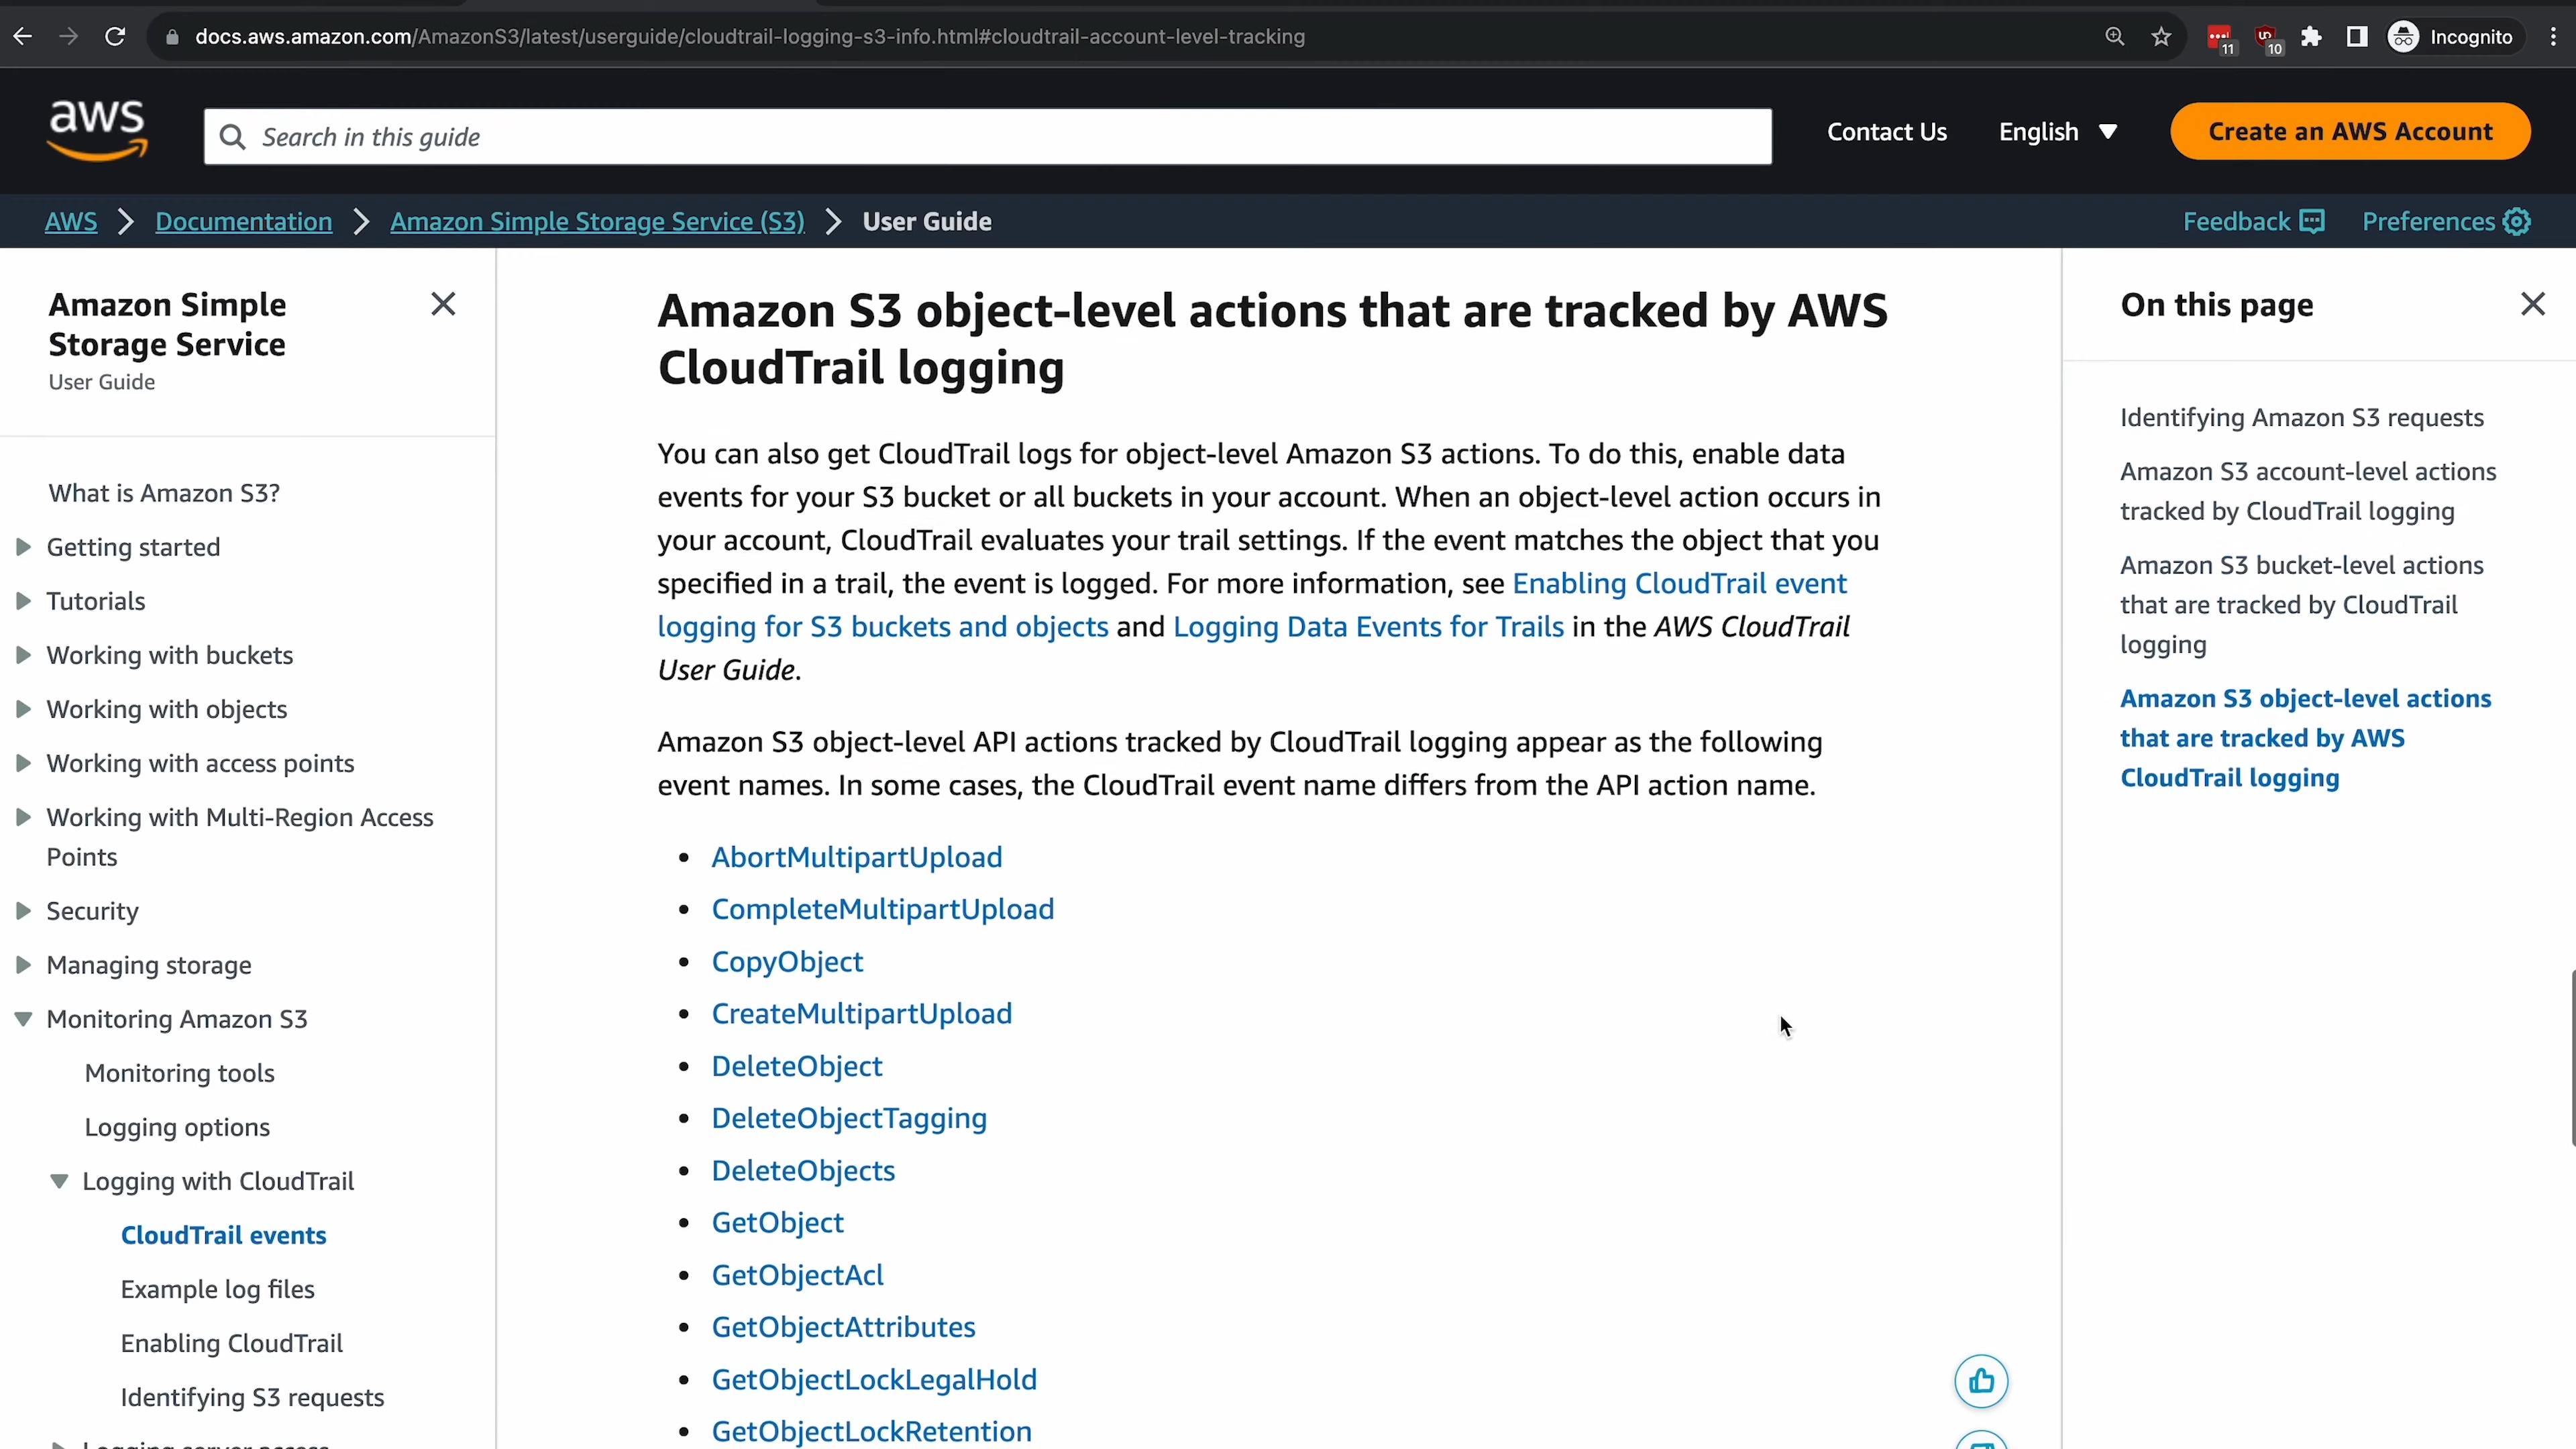 docs.aws.amazon.com/AmazonS3/latest/userguide/cloudtrail-logging-s3-info.html#cloudtrail-account-level-tracking
11
10
Incognito
aws
Search in this guide
Contact Us
English
Create an AWS Account
AWS
Documentation
Amazon Simple Storage Service (S3)
User Guide
Feedback
Preferences
Amazon Simple
Storage Service
User Guide
What is Amazon S3?
Getting started
Tutorials
Working with buckets
Working with objects
Working with access points
Working with Multi-Region Access
Points
Security
Managing storage
Monitoring Amazon S3
Monitoring tools
Logging options
Logging with CloudTrail
CloudTrail events
Example log files
Enabling CloudTrail
Identifying S3 requests
Logging server access
Amazon S3 object-level actions that are tracked by AWS
CloudTrail logging
You can also get CloudTrail logs for object-level Amazon S3 actions. To do this, enable data
events for your S3 bucket or all buckets in your account. When an object-level action occurs in
your account, CloudTrail evaluates your trail settings. If the event matches the object that you
specified in a trail, the event is logged. For more information, see Enabling CloudTrail event
logging for S3 buckets and objects and Logging Data Events for Trails in the AWS CloudTrail
User Guide.
Amazon S3 object-level API actions tracked by CloudTrail logging appear as the following
event names. In some cases, the CloudTrail event name differs from the API action name.
• AbortMultipartUpload
• CompleteMultipartUpload
• CopyObject
• CreateMultipartUpload
• DeleteObject
• DeleteObjectTagging
• DeleteObjects
• GetObject
• GetObjectAcl
• GetObjectAttributes
• GetObjectLockLegalHold
• GetObjectLockRetention
On this page
Identifying Amazon S3 requests
Amazon S3 account-level actions
tracked by CloudTrail logging
Amazon S3 bucket-level actions
that are tracked by CloudTrail
logging
Amazon S3 object-level actions
that are tracked by AWS
CloudTrail logging